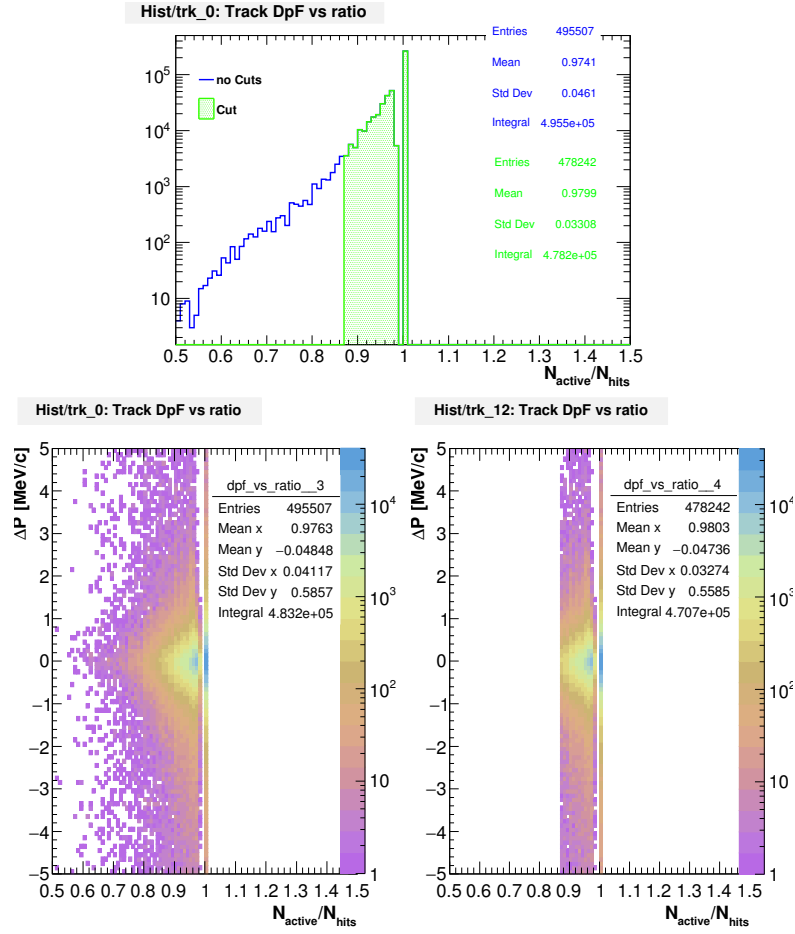 Hist/trk_0: Track DpF vs ratio
Entries 495507
Mean 0.9741
Std Dev 0.0461
Integral 4.955e+05
Entries 478242
Mean 0.9799
Std Dev 0.03308
Integral 4.782e+05
no Cuts
Cut
10^5
10^4
10^3
10^2
10
0.5 0.6 0.7 0.8 0.9 1 1.1 1.2 1.3 1.4 1.5
N_active/N_hits
Hist/trk_0: Track DpF vs ratio
ΔP [MeV/c]
5
4
3
2
1
0
−1
−2
−3
−4
−5
dpf_vs_ratio__3
Entries 495507
Mean x 0.9763
Mean y −0.04848
Std Dev x 0.04117
Std Dev y 0.5857
Integral 4.832e+05
10^4
10^3
10^2
10
1
0.5 0.6 0.7 0.8 0.9 1 1.1 1.2 1.3 1.4 1.5
N_active/N_hits
Hist/trk_12: Track DpF vs ratio
ΔP [MeV/c]
5
4
3
2
1
0
−1
−2
−3
−4
−5
dpf_vs_ratio__4
Entries 478242
Mean x 0.9803
Mean y −0.04736
Std Dev x 0.03274
Std Dev y 0.5585
Integral 4.707e+05
10^4
10^3
10^2
10
1
0.5 0.6 0.7 0.8 0.9 1 1.1 1.2 1.3 1.4 1.5
N_active/N_hits